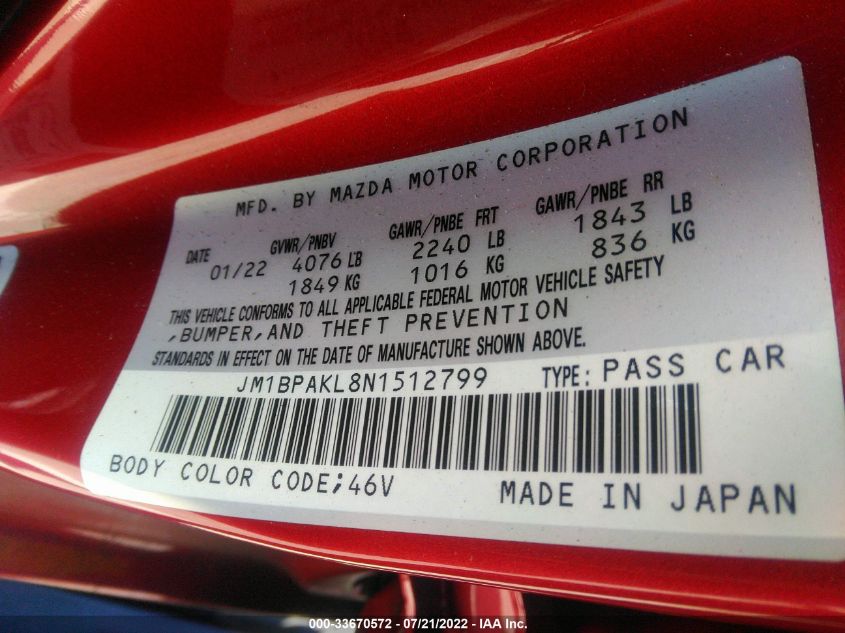 MFD. BY MAZDA MOTOR CORPORATION
DATE GVWR/PNBV GAWR/PNBE FRT GAWR/PNBE RR
01/22 4076 LB 2240 LB 1843 LB
1849 KG 1016 KG 836 KG
THIS VEHICLE CONFORMS TO ALL APPLICABLE FEDERAL MOTOR VEHICLE SAFETY
,BUMPER,AND THEFT PREVENTION
STANDARDS IN EFFECT ON THE DATE OF MANUFACTURE SHOWN ABOVE.
JM1BPAKL8N1512799 TYPE: PASS CAR
BODY COLOR CODE;46V MADE IN JAPAN
000-33670572 - 07/21/2022 - IAA Inc.